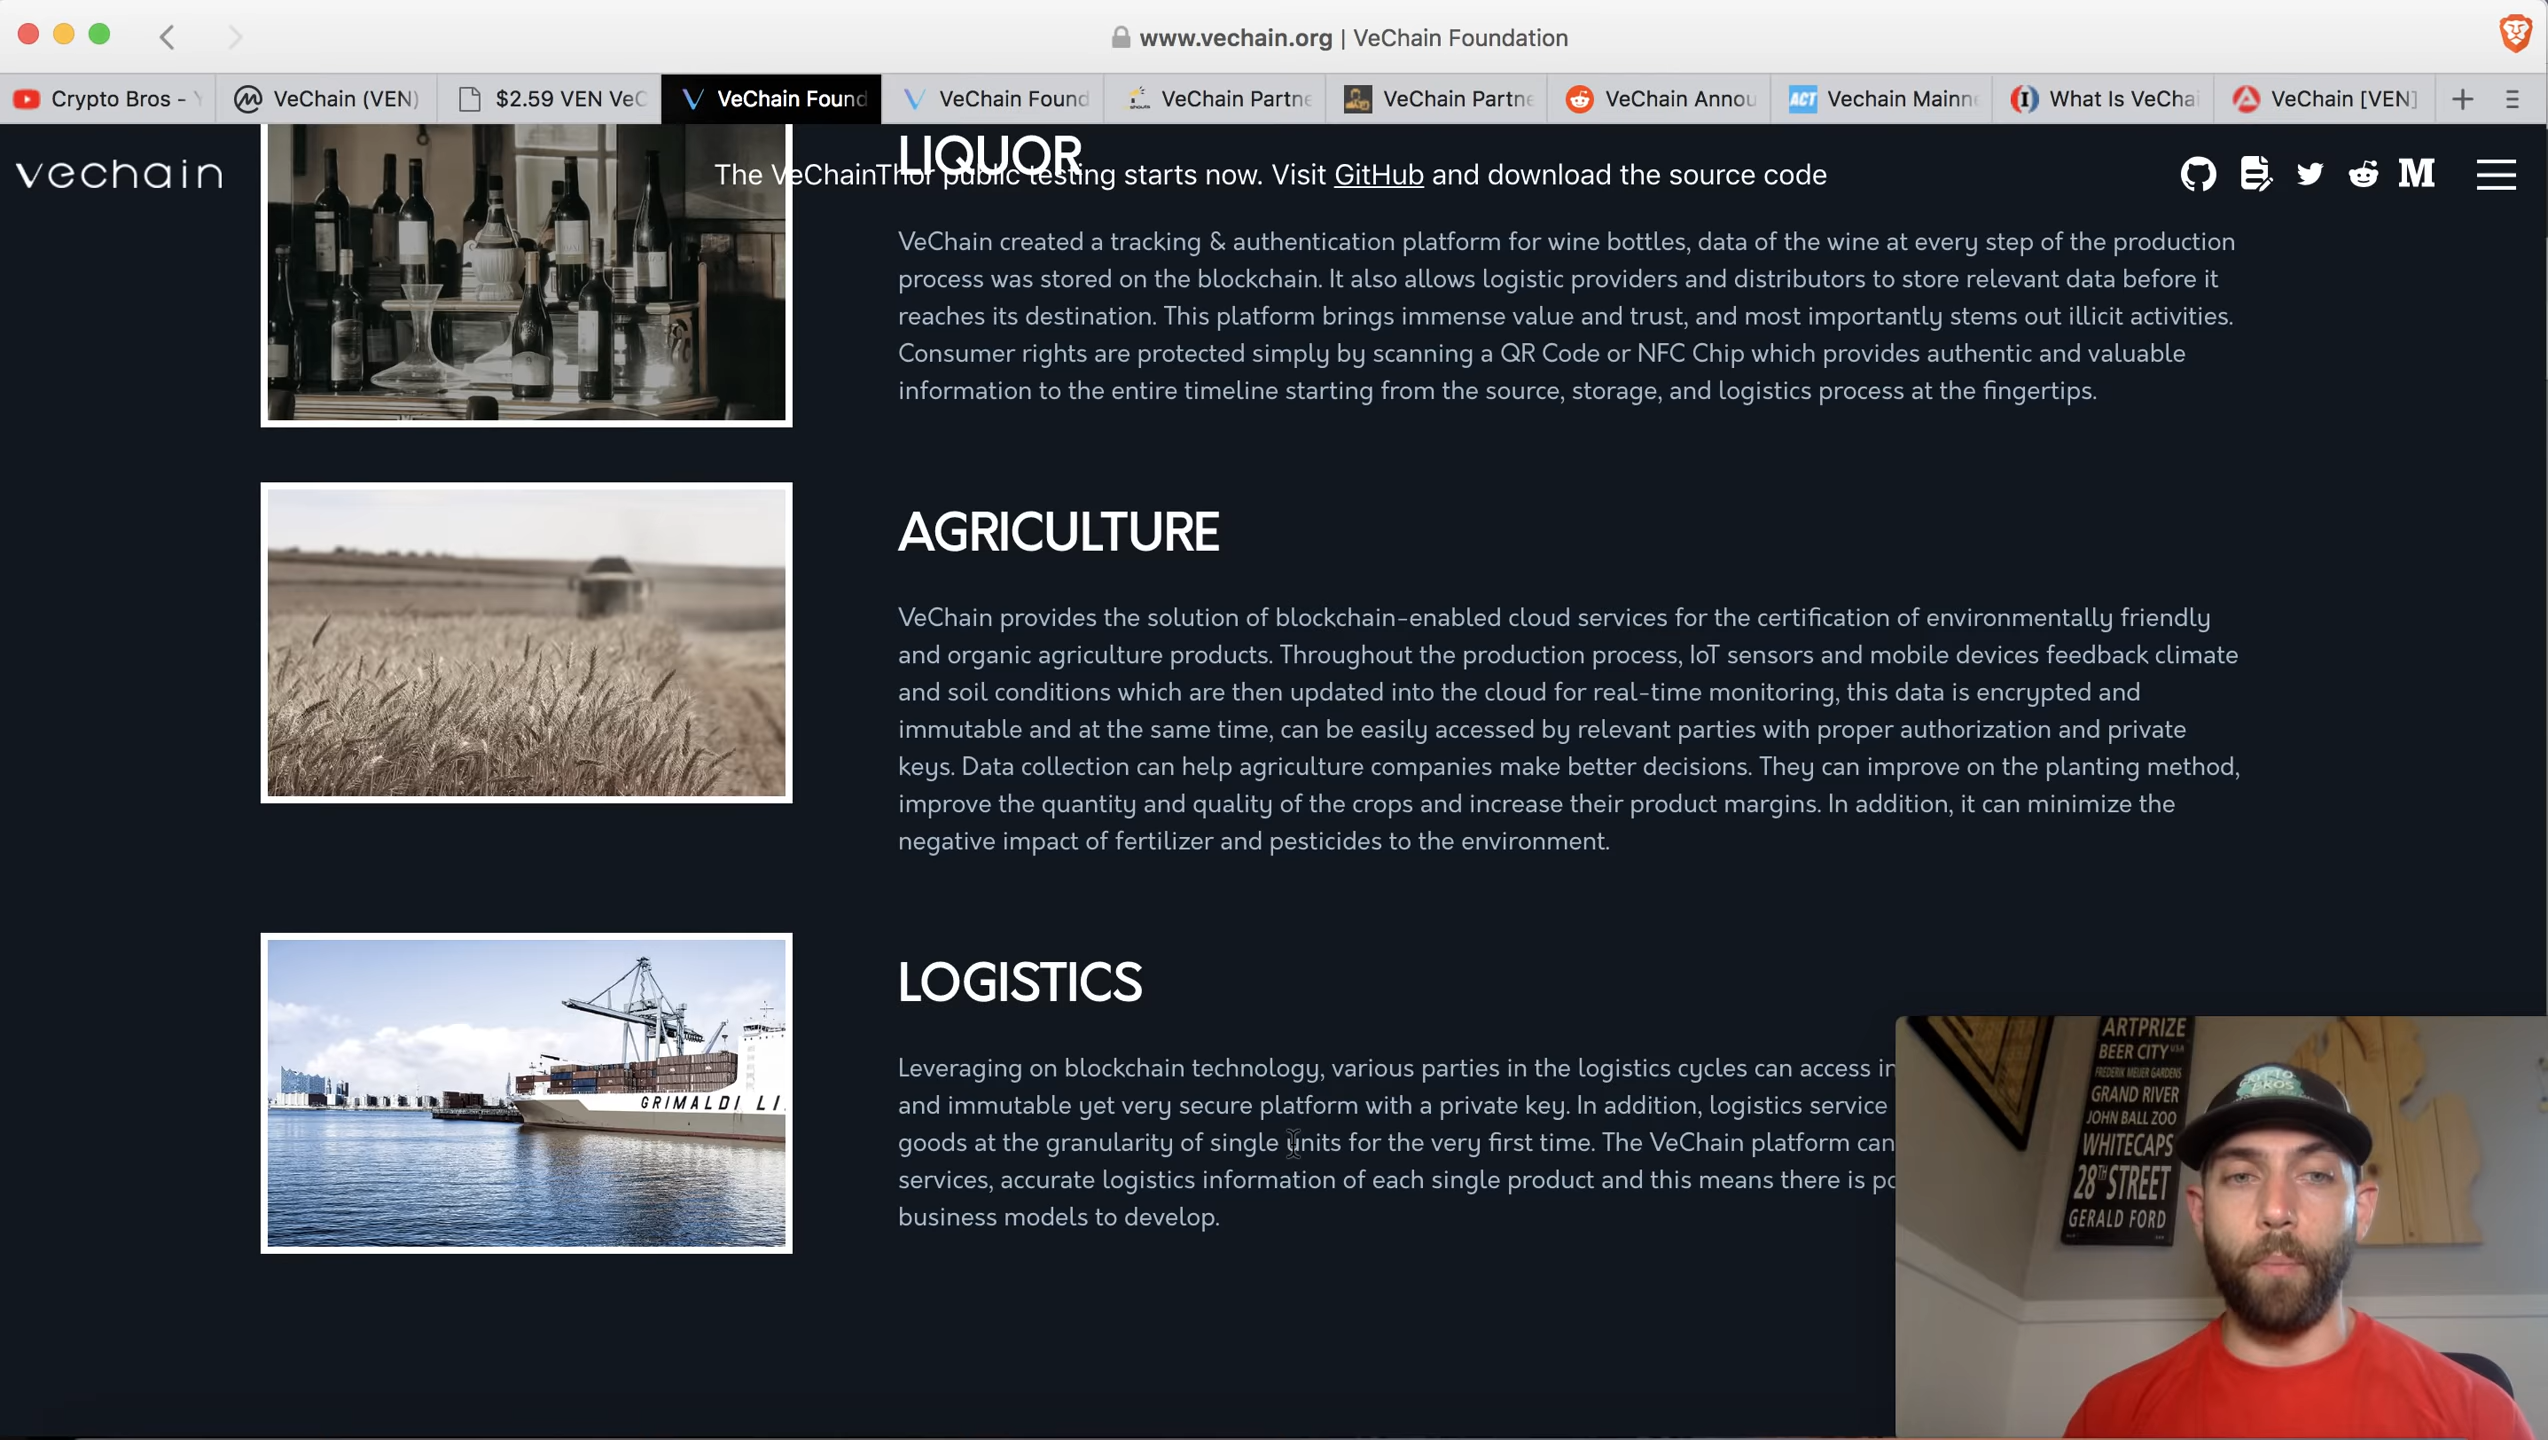 www.vechain.org | VeChain Foundation
Crypto Bros -
VeChain (VEN)
$2.59 VEN VeC
VeChain Found
VeChain Found
VeChain Partne
VeChain Partne
VeChain Annou
ACT
Vechain Mainn
What Is VeCha
VeChain [VEN]
vechain
LIQUOR
The VeChainThor public testing starts now. Visit GitHub and download the source code
VeChain created a tracking & authentication platform for wine bottles, data of the wine at every step of the production
process was stored on the blockchain. It also allows logistic providers and distributors to store relevant data before it
reaches its destination. This platform brings immense value and trust, and most importantly stems out illicit activities.
Consumer rights are protected simply by scanning a QR Code or NFC Chip which provides authentic and valuable
information to the entire timeline starting from the source, storage, and logistics process at the fingertips.
AGRICULTURE
VeChain provides the solution of blockchain-enabled cloud services for the certification of environmentally friendly
and organic agriculture products. Throughout the production process, IoT sensors and mobile devices feedback climate
and soil conditions which are then updated into the cloud for real-time monitoring, this data is encrypted and
immutable and at the same time, can be easily accessed by relevant parties with proper authorization and private
keys. Data collection can help agriculture companies make better decisions. They can improve on the planting method,
improve the quantity and quality of the crops and increase their product margins. In addition, it can minimize the
negative impact of fertilizer and pesticides to the environment.
GRIMALDI LI
LOGISTICS
Leveraging on blockchain technology, various parties in the logistics cycles can access in
and immutable yet very secure platform with a private key. In addition, logistics service
goods at the granularity of single units for the very first time. The VeChain platform can
services, accurate logistics information of each single product and this means there is po
business models to develop.
ARTPRIZE
BEER CITY USA
FREDERIK MEIJER GARDENS
GRAND RIVER
JOHN BALL ZOO
WHITECAPS
28TH STREET
GERALD FORD